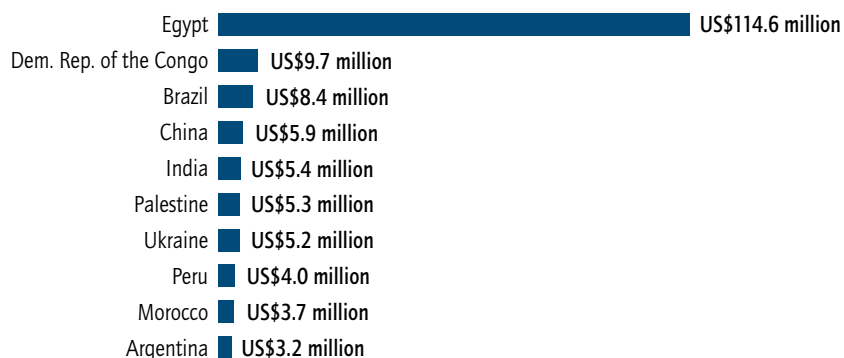 Egypt US$114.6 million
Dem. Rep. of the Congo US$9.7 million
Brazil US$8.4 million
China US$5.9 million
India US$5.4 million
Palestine US$5.3 million
Ukraine US$5.2 million
Peru US$4.0 million
Morocco US$3.7 million
Argentina US$3.2 million